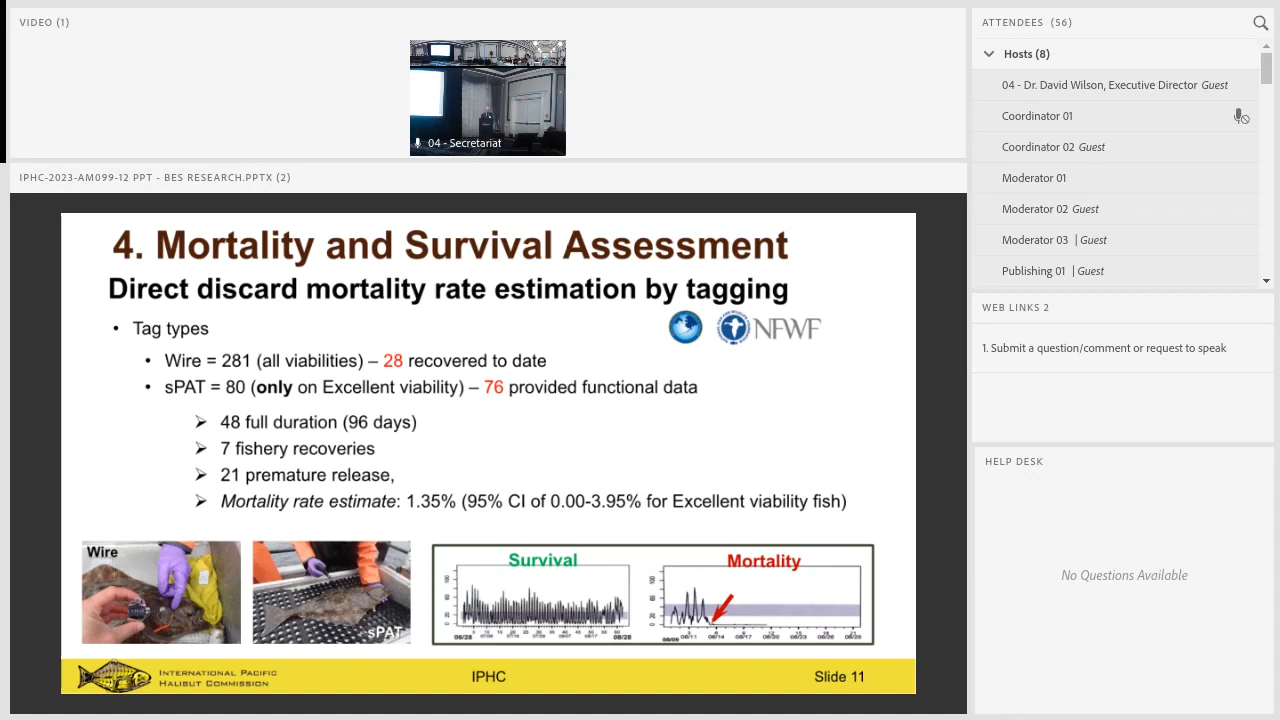 VIDEO (1)
04 - Secretariat
IPHC-2023-AM099-12 PPT - BES RESEARCH.PPTX (2)
4. Mortality and Survival Assessment
Direct discard mortality rate estimation by tagging
NFWF
• Tag types
• Wire = 281 (all viabilities) – 28 recovered to date
• sPAT = 80 (only on Excellent viability) – 76 provided functional data
48 full duration (96 days)
7 fishery recoveries
21 premature release,
Mortality rate estimate: 1.35% (95% CI of 0.00-3.95% for Excellent viability fish)
Wire
sPAT
Survival
06/28
08/28
Mortality
INTERNATIONAL PACIFIC
HALIBUT COMMISSION
IPHC
Slide 11
ATTENDEES (56)
Hosts (8)
04 - Dr. David Wilson, Executive Director Guest
Coordinator 01
Coordinator 02 Guest
Moderator 01
Moderator 02 Guest
Moderator 03 | Guest
Publishing 01 | Guest
WEB LINKS 2
1. Submit a question/comment or request to speak
HELP DESK
No Questions Available